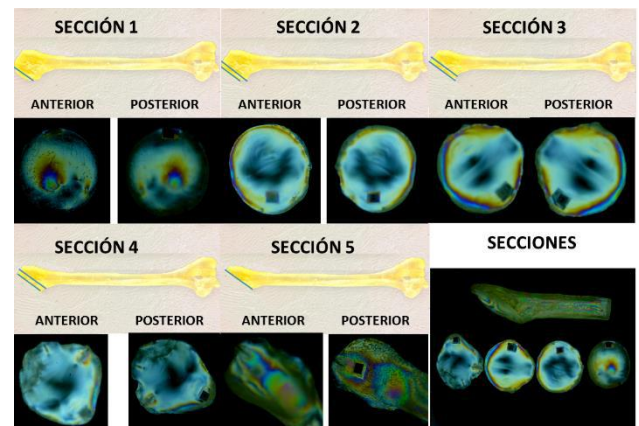 SECCIÓN 1
SECCIÓN 2
SECCIÓN 3
ANTERIOR
POSTERIOR
ANTERIOR
POSTERIOR
ANTERIOR
POSTERIOR
SECCIÓN 4
SECCIÓN 5
SECCIONES
ANTERIOR
POSTERIOR
ANTERIOR
POSTERIOR